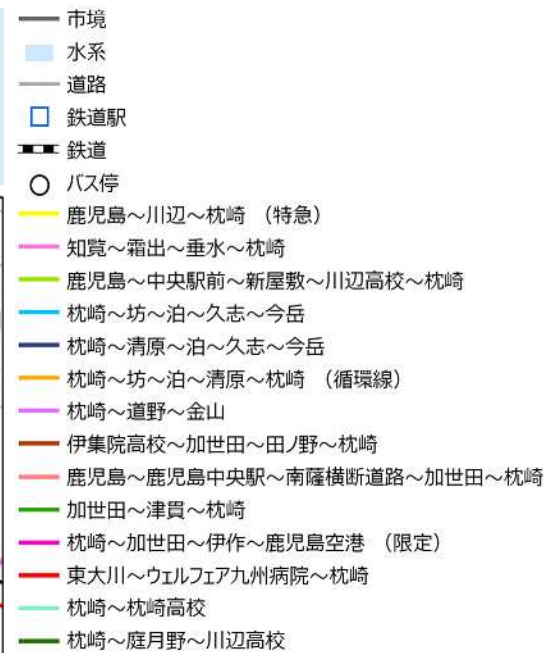 市境
水系
道路
鉄道駅
鉄道
バス停
鹿児島～川辺～枕崎 （特急）
知覧～霜出～垂水～枕崎
鹿児島～中央駅前～新屋敷～川辺高校～枕崎
枕崎～坊～泊～久志～今岳
枕崎～清原～泊～久志～今岳
枕崎～坊～泊～清原～枕崎 （循環線）
枕崎～道野～金山
伊集院高校～加世田～田ノ野～枕崎
鹿児島～鹿児島中央駅～南薩横断道路～加世田～枕崎
加世田～津貫～枕崎
枕崎～加世田～伊作～鹿児島空港 （限定）
東大川～ウェルフェア九州病院～枕崎
枕崎～枕崎高校
枕崎～庭月野～川辺高校